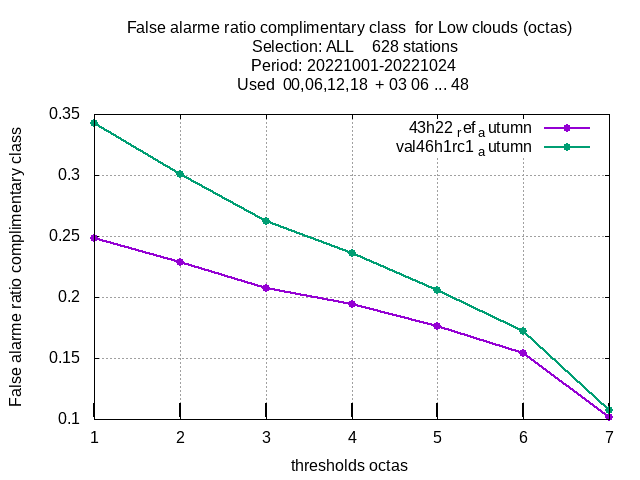 False alarme ratio complimentary class  for Low clouds (octas)
Selection: ALL    628 stations
Period: 20221001-20221024
Used  00,06,12,18  + 03 06 ... 48
43h22 ref autumn
val46h1rc1 autumn
False alarme ratio complimentary class
0.35
0.3
0.25
0.2
0.15
0.1
1 2 3 4 5 6 7
thresholds octas